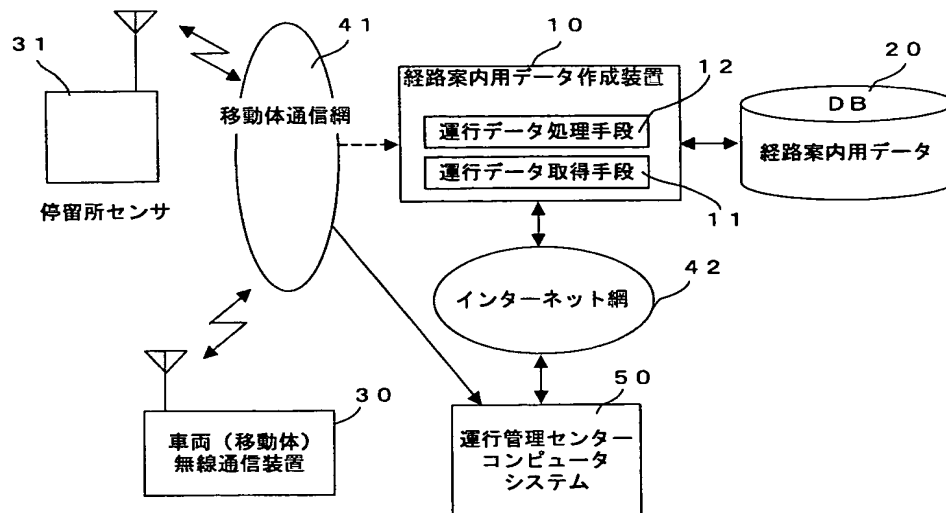 ３１
４１
１０
１２
２０
経路案内用データ作成装置
ＤＢ
移動体通信網
運行データ処理手段
経路案内用データ
運行データ取得手段
停留所センサ
１１
４２
インターネット網
３０
５０
車両（移動体）
無線通信装置
運行管理センター
コンピュータ
システム